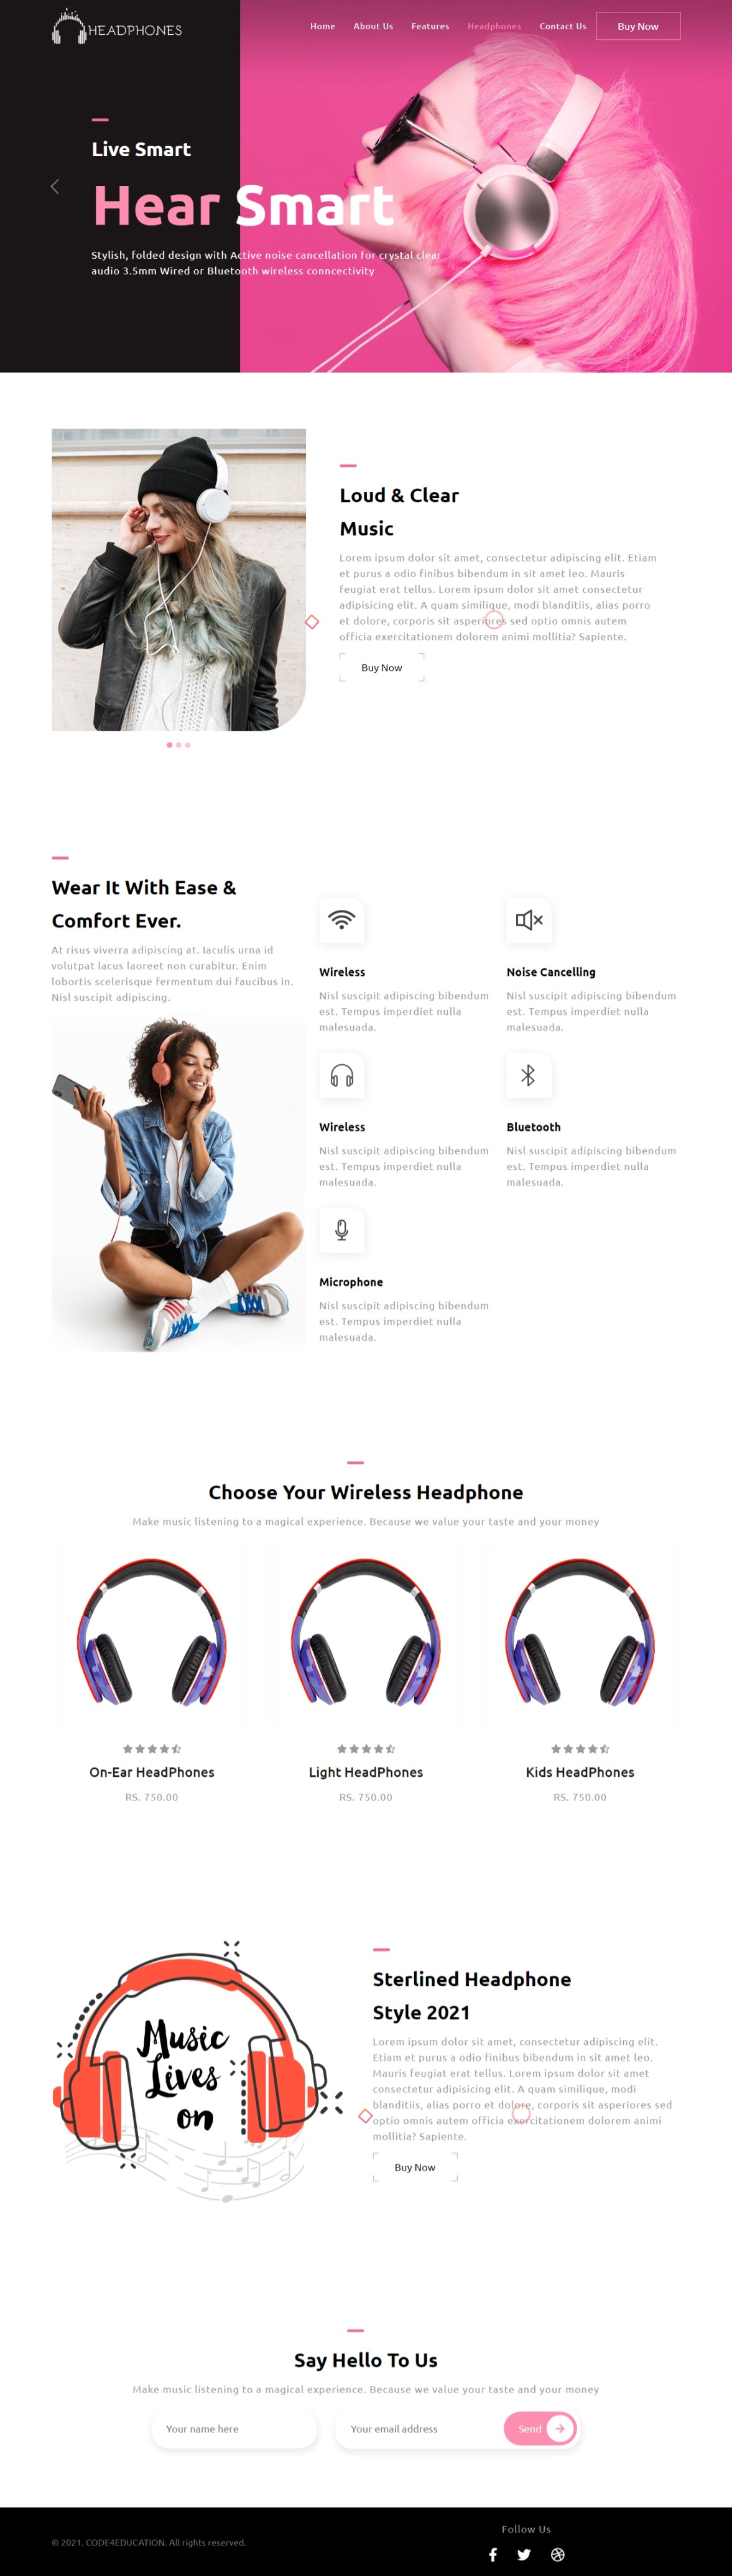 HEADPHONES
Home About Us Features Headphones Contact Us Buy Now
Live Smart
Hear Smart
Stylish, folded design with Active noise cancellation for crystal clear
audio 3.5mm Wired or Bluetooth wireless conncectivity
Loud & Clear
Music
Lorem ipsum dolor sit amet, consectetur adipiscing elit. Etiam
et purus a odio finibus bibendum in sit amet leo. Mauris
feugiat erat tellus. Lorem ipsum dolor sit amet consectetur
adipisicing elit. A quam similique, modi blanditiis, alias porro
et dolore, corporis sit asperiores sed optio omnis autem
officia exercitationem dolorem animi mollitia? Sapiente.
Buy Now
Wear It With Ease &
Comfort Ever.
At risus viverra adipiscing at. Iaculis urna id
volutpat lacus laoreet non curabitur. Enim
lobortis scelerisque fermentum dui faucibus in.
Nisl suscipit adipiscing.
Wireless
Nisl suscipit adipiscing bibendum
est. Tempus imperdiet nulla
malesuada.
Noise Cancelling
Nisl suscipit adipiscing bibendum
est. Tempus imperdiet nulla
malesuada.
Wireless
Nisl suscipit adipiscing bibendum
est. Tempus imperdiet nulla
malesuada.
Bluetooth
Nisl suscipit adipiscing bibendum
est. Tempus imperdiet nulla
malesuada.
Microphone
Nisl suscipit adipiscing bibendum
est. Tempus imperdiet nulla
malesuada.
Choose Your Wireless Headphone
Make music listening to a magical experience. Because we value your taste and your money
On-Ear HeadPhones
RS. 750.00
Light HeadPhones
RS. 750.00
Kids HeadPhones
RS. 750.00
Music
Lives
on
Sterlined Headphone
Style 2021
Lorem ipsum dolor sit amet, consectetur adipiscing elit.
Etiam et purus a odio finibus bibendum in sit amet leo.
Mauris feugiat erat tellus. Lorem ipsum dolor sit amet
consectetur adipisicing elit. A quam similique, modi
blanditiis, alias porro et dolore, corporis sit asperiores sed
optio omnis autem officia exercitationem dolorem animi
mollitia? Sapiente.
Buy Now
Say Hello To Us
Make music listening to a magical experience. Because we value your taste and your money
Your name here
Your email address
Send
© 2021. CODE4EDUCATION. All rights reserved.
Follow Us